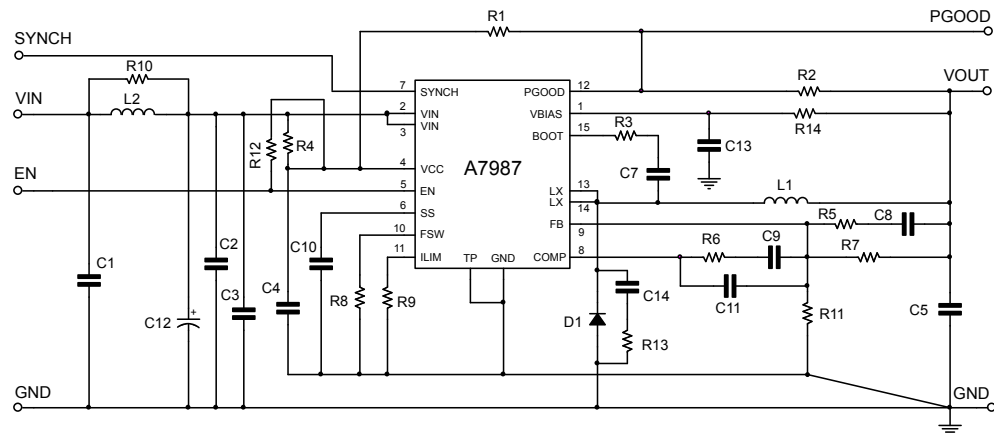 R1
PGOOD
SYNCH
R10
VIN
L2
7
SYNCH
PGOOD
12
R2
VOUT
2
VIN
VBIAS
1
R14
3
VIN
BOOT
15
R3
C13
R12
R4
4
VCC
A7987
C7
EN
5
EN
LX
13
LX
L1
6
SS
14
10
FSW
FB
9
R5
C8
11
ILIM
TP
GND
COMP
8
R6
C9
R7
C1
C2
C10
C3
C4
R8
R9
C14
C11
C12
+
D1
R13
R11
C5
GND
GND